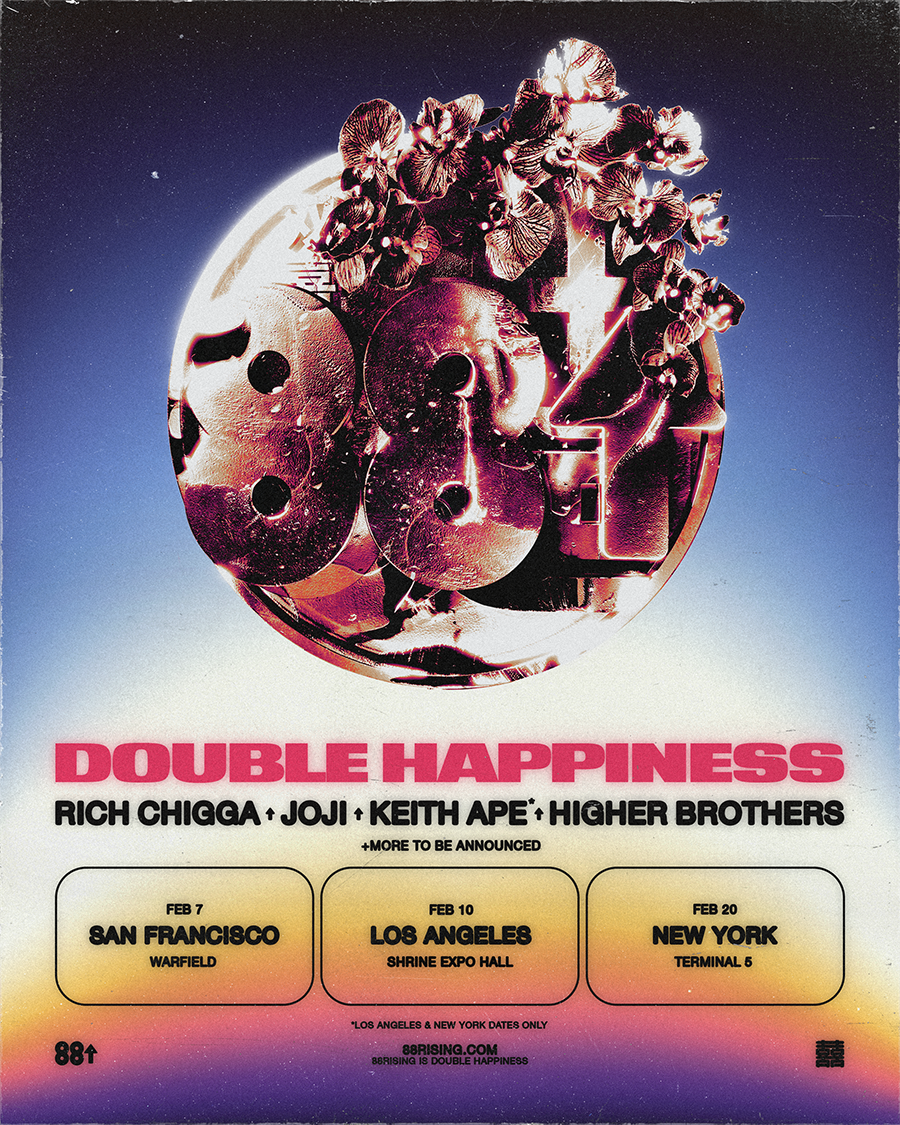 88↑
DOUBLE HAPPINESS
RICH CHIGGA ↑ JOJI ↑ KEITH APE* ↑ HIGHER BROTHERS
+MORE TO BE ANNOUNCED
FEB 7
SAN FRANCISCO
WARFIELD
FEB 10
LOS ANGELES
SHRINE EXPO HALL
FEB 20
NEW YORK
TERMINAL 5
*LOS ANGELES & NEW YORK DATES ONLY
88↑
88RISING.COM
88RISING IS DOUBLE HAPPINESS
囍